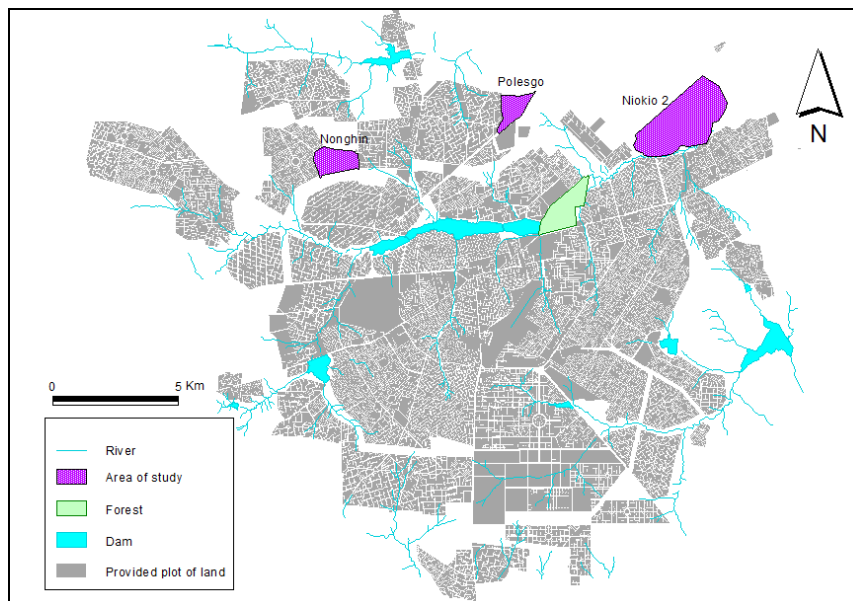 Polesgo
Niokio 2
Nonghin
N
0 5 Km
River
Area of study
Forest
Dam
Provided plot of land